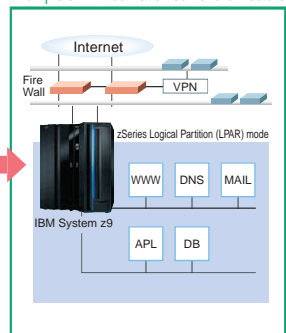 Internet
Fire
Wall
VPN
zSeries Logical Partition (LPAR) mode
WWW
DNS
MAIL
IBM System z9
APL
DB